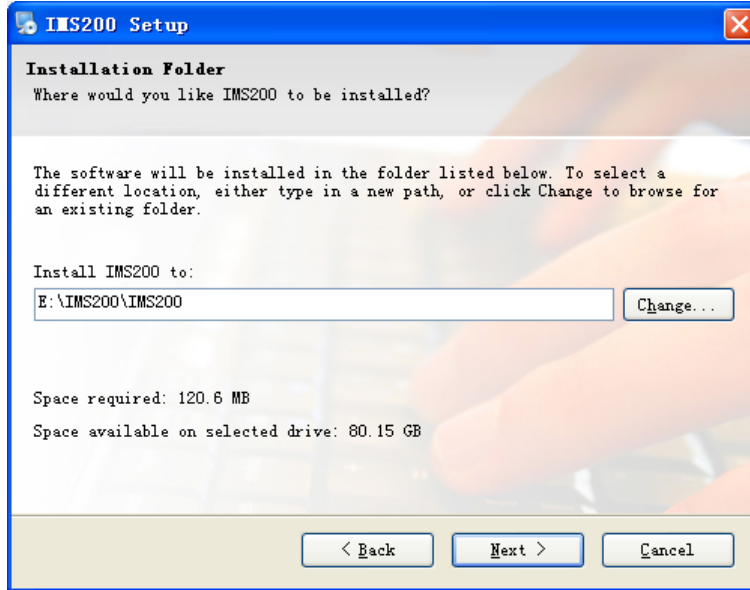 IMS200 Setup
Installation Folder
Where would you like IMS200 to be installed?
The software will be installed in the folder listed below. To select a
different location, either type in a new path, or click Change to browse for
an existing folder.
Install IMS200 to:
E:\IMS200\IMS200
Change...
Space required: 120.6 MB
Space available on selected drive: 80.15 GB
< Back
Next >
Cancel